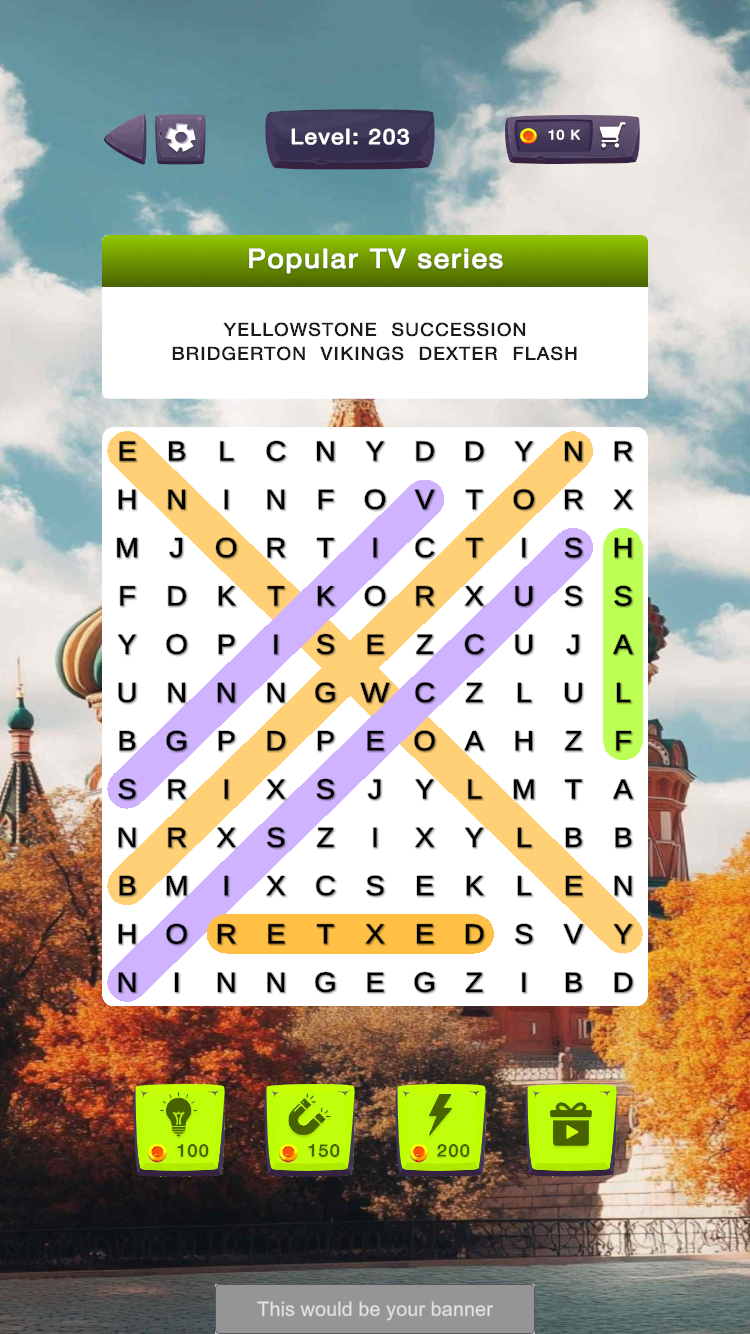 Level: 203
10 K
Popular TV series
YELLOWSTONE SUCCESSION
BRIDGERTON VIKINGS DEXTER FLASH
E B L C N Y D D Y N R
H N I N F O V T O R X
M J O R T I C T I S H
F D K T K O R X U S S
Y O P I S E Z C U J A
U N N N G W C Z L U L
B G P D P E O A H Z F
S R I X S J Y L M T A
N R X S Z I X Y L B B
B M I X C S E K L E N
H O R E T X E D S V Y
N I N N G E G Z I B D
100 150 200
This would be your banner